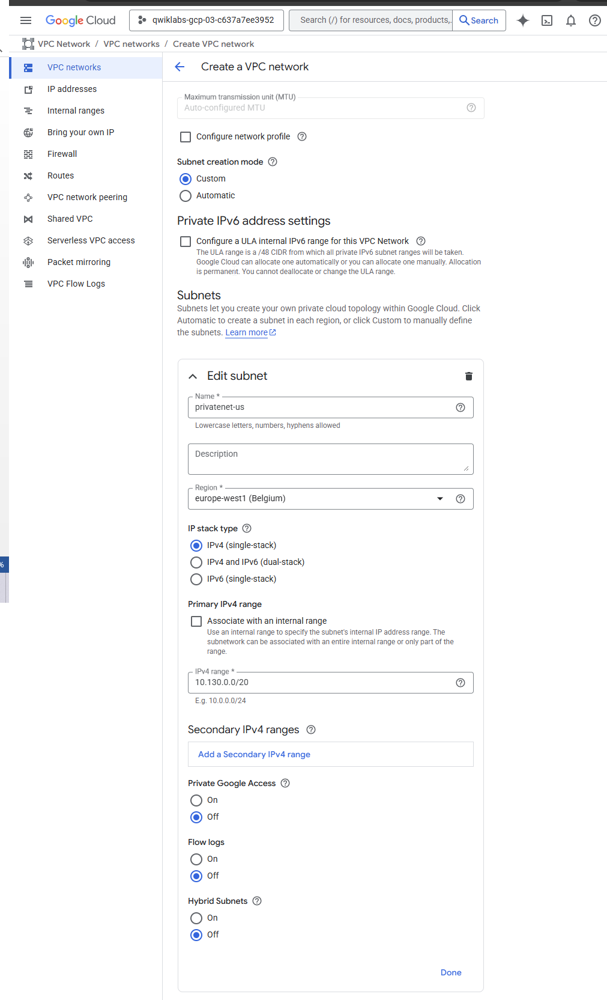 Google Cloud
qwiklabs-gcp-03-c637a7ee3952
Search (/) for resources, docs, products,.
Search
VPC Network / VPC networks / Create VPC network
VPC networks
IP addresses
Internal ranges
Bring your own IP
Firewall
Routes
VPC network peering
Shared VPC
Serverless VPC access
Packet mirroring
VPC Flow Logs
%
Create a VPC network
Maximum transmission unit (MTU)
Auto-configured MTU
Configure network profile
Subnet creation mode
Custom
Automatic
Private IPv6 address settings
Configure a ULA internal IPv6 range for this VPC Network
The ULA range is a /48 CIDR from which all private IPv6 subnet ranges will be taken.
Google Cloud can allocate one automatically or you can allocate one manually. Allocation
is permanent. You cannot deallocate or change the ULA range.
Subnets
Subnets let you create your own private cloud topology within Google Cloud. Click
Automatic to create a subnet in each region, or click Custom to manually define
the subnets. Learn more
Edit subnet
Name *
privatenet-us
Lowercase letters, numbers, hyphens allowed
Description
Region *
europe-west1 (Belgium)
IP stack type
IPv4 (single-stack)
IPv4 and IPv6 (dual-stack)
IPv6 (single-stack)
Primary IPv4 range
Associate with an internal range
Use an internal range to specify the subnet's internal IP address range. The
subnetwork can be associated with an entire internal range or only part of the
range.
IPv4 range *
10.130.0.0/20
E.g. 10.0.0.0/24
Secondary IPv4 ranges
Add a Secondary IPv4 range
Private Google Access
On
Off
Flow logs
On
Off
Hybrid Subnets
On
Off
Done